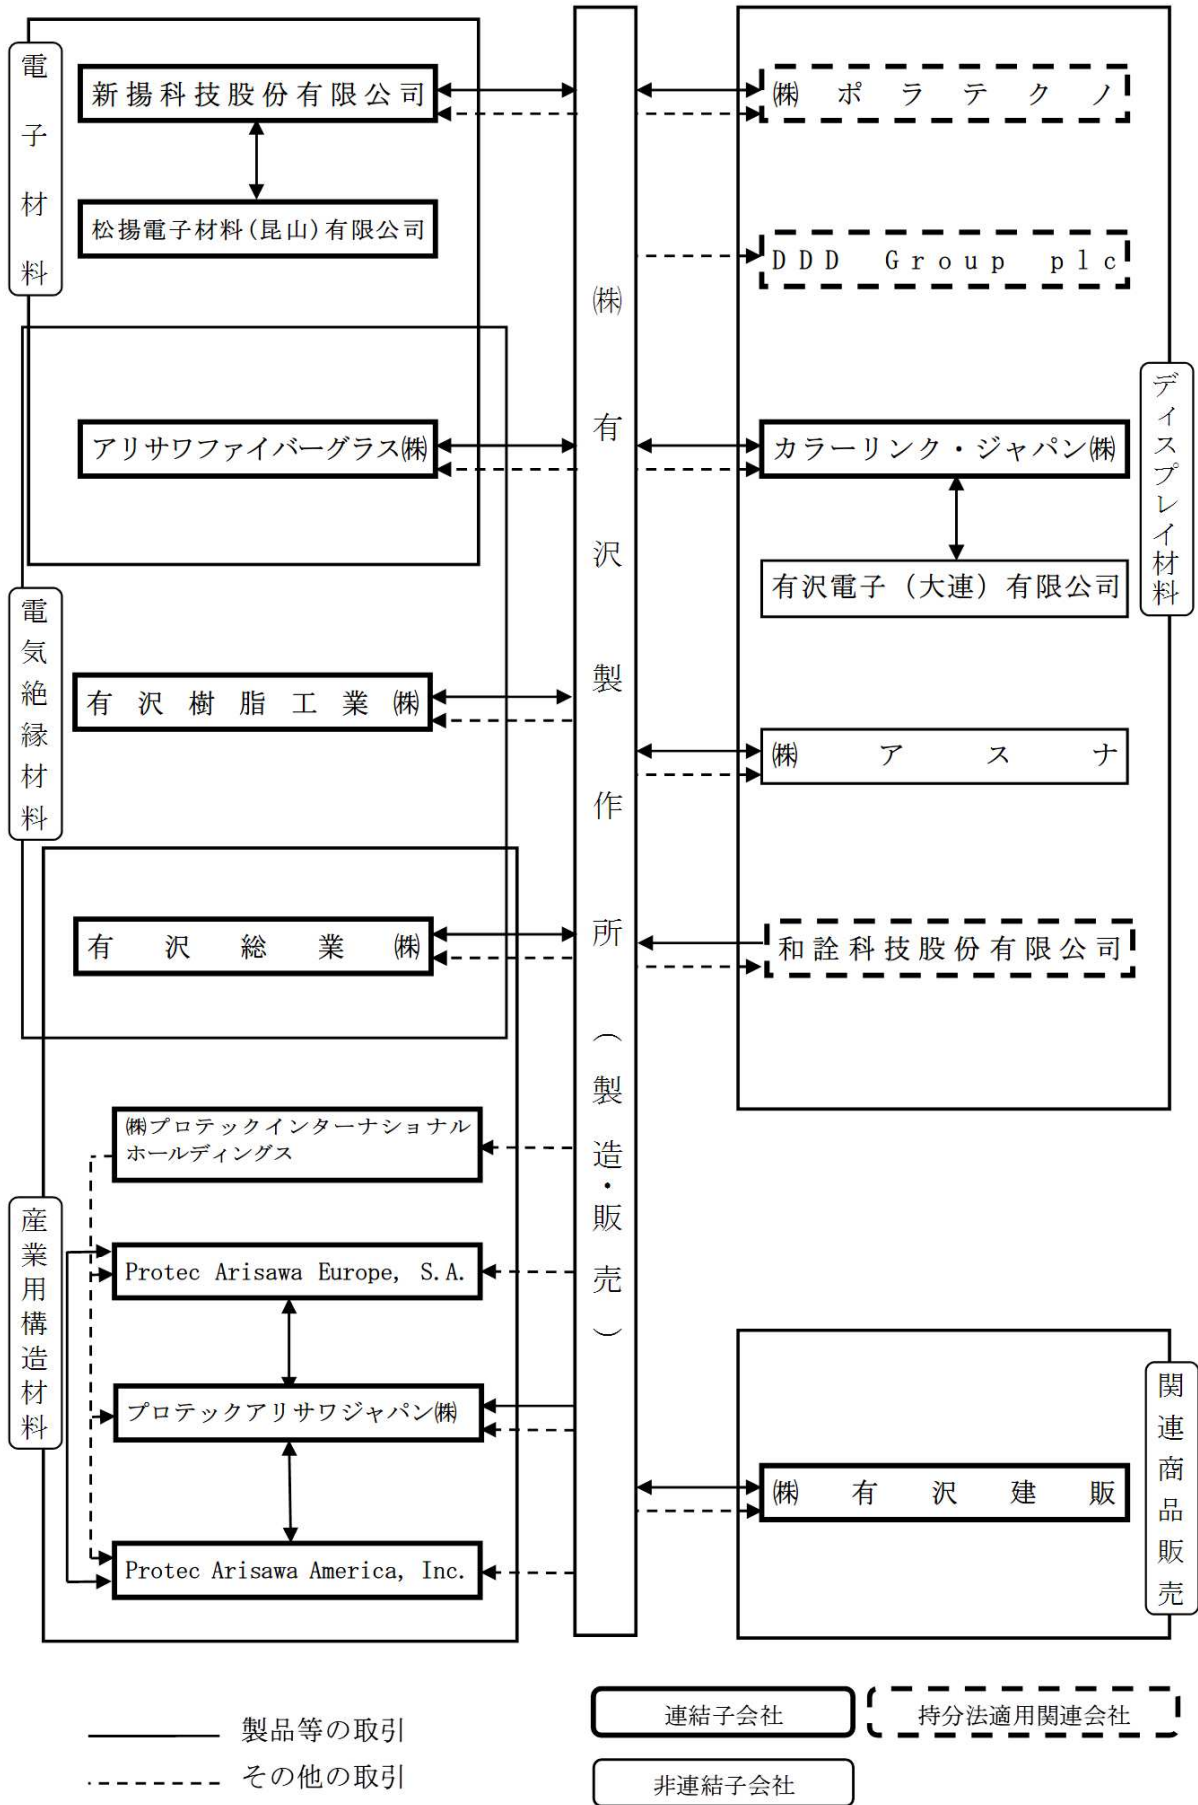 電子材料
新揚科技股份有限公司
松揚電子材料(昆山)有限公司
アリサワファイバーグラス㈱
電気絶縁材料
有沢樹脂工業㈱
有沢総業㈱
産業用構造材料
㈱プロテックインターナショナル
ホールディングス
Protec Arisawa Europe, S.A.
プロテックアリサワジャパン㈱
Protec Arisawa America, Inc.
㈱有沢製作所(製造・販売)
㈱ポラテクノ
DDD Group plc
カラーリンク・ジャパン㈱
有沢電子(大連)有限公司
㈱アスナ
和詮科技股份有限公司
ディスプレイ材料
㈱有沢建販
関連商品販売
製品等の取引
その他の取引
連結子会社
持分法適用関連会社
非連結子会社